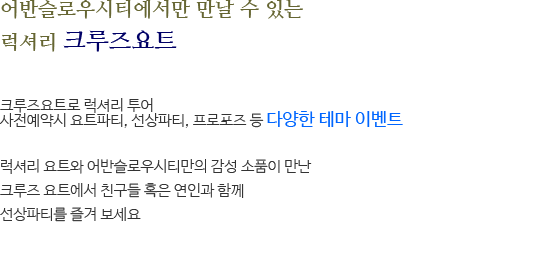 어반슬로우시티에서만 만날 수 있는
럭셔리 크루즈요트
크루즈요트로 럭셔리 투어
사전예약시 요트파티, 선상파티, 프로포즈 등 다양한 테마 이벤트
럭셔리 요트와 어반슬로우시티만의 감성 소품이 만난
크루즈 요트에서 친구들 혹은 연인과 함께
선상파티를 즐겨 보세요